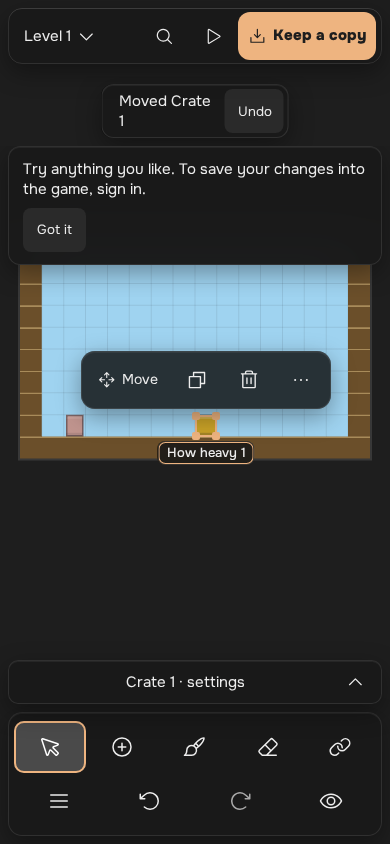 Level 1
Keep a copy
Moved Crate
1
Undo
Try anything you like. To save your changes into
the game, sign in.
Got it
Move
How heavy 1
Crate 1 · settings